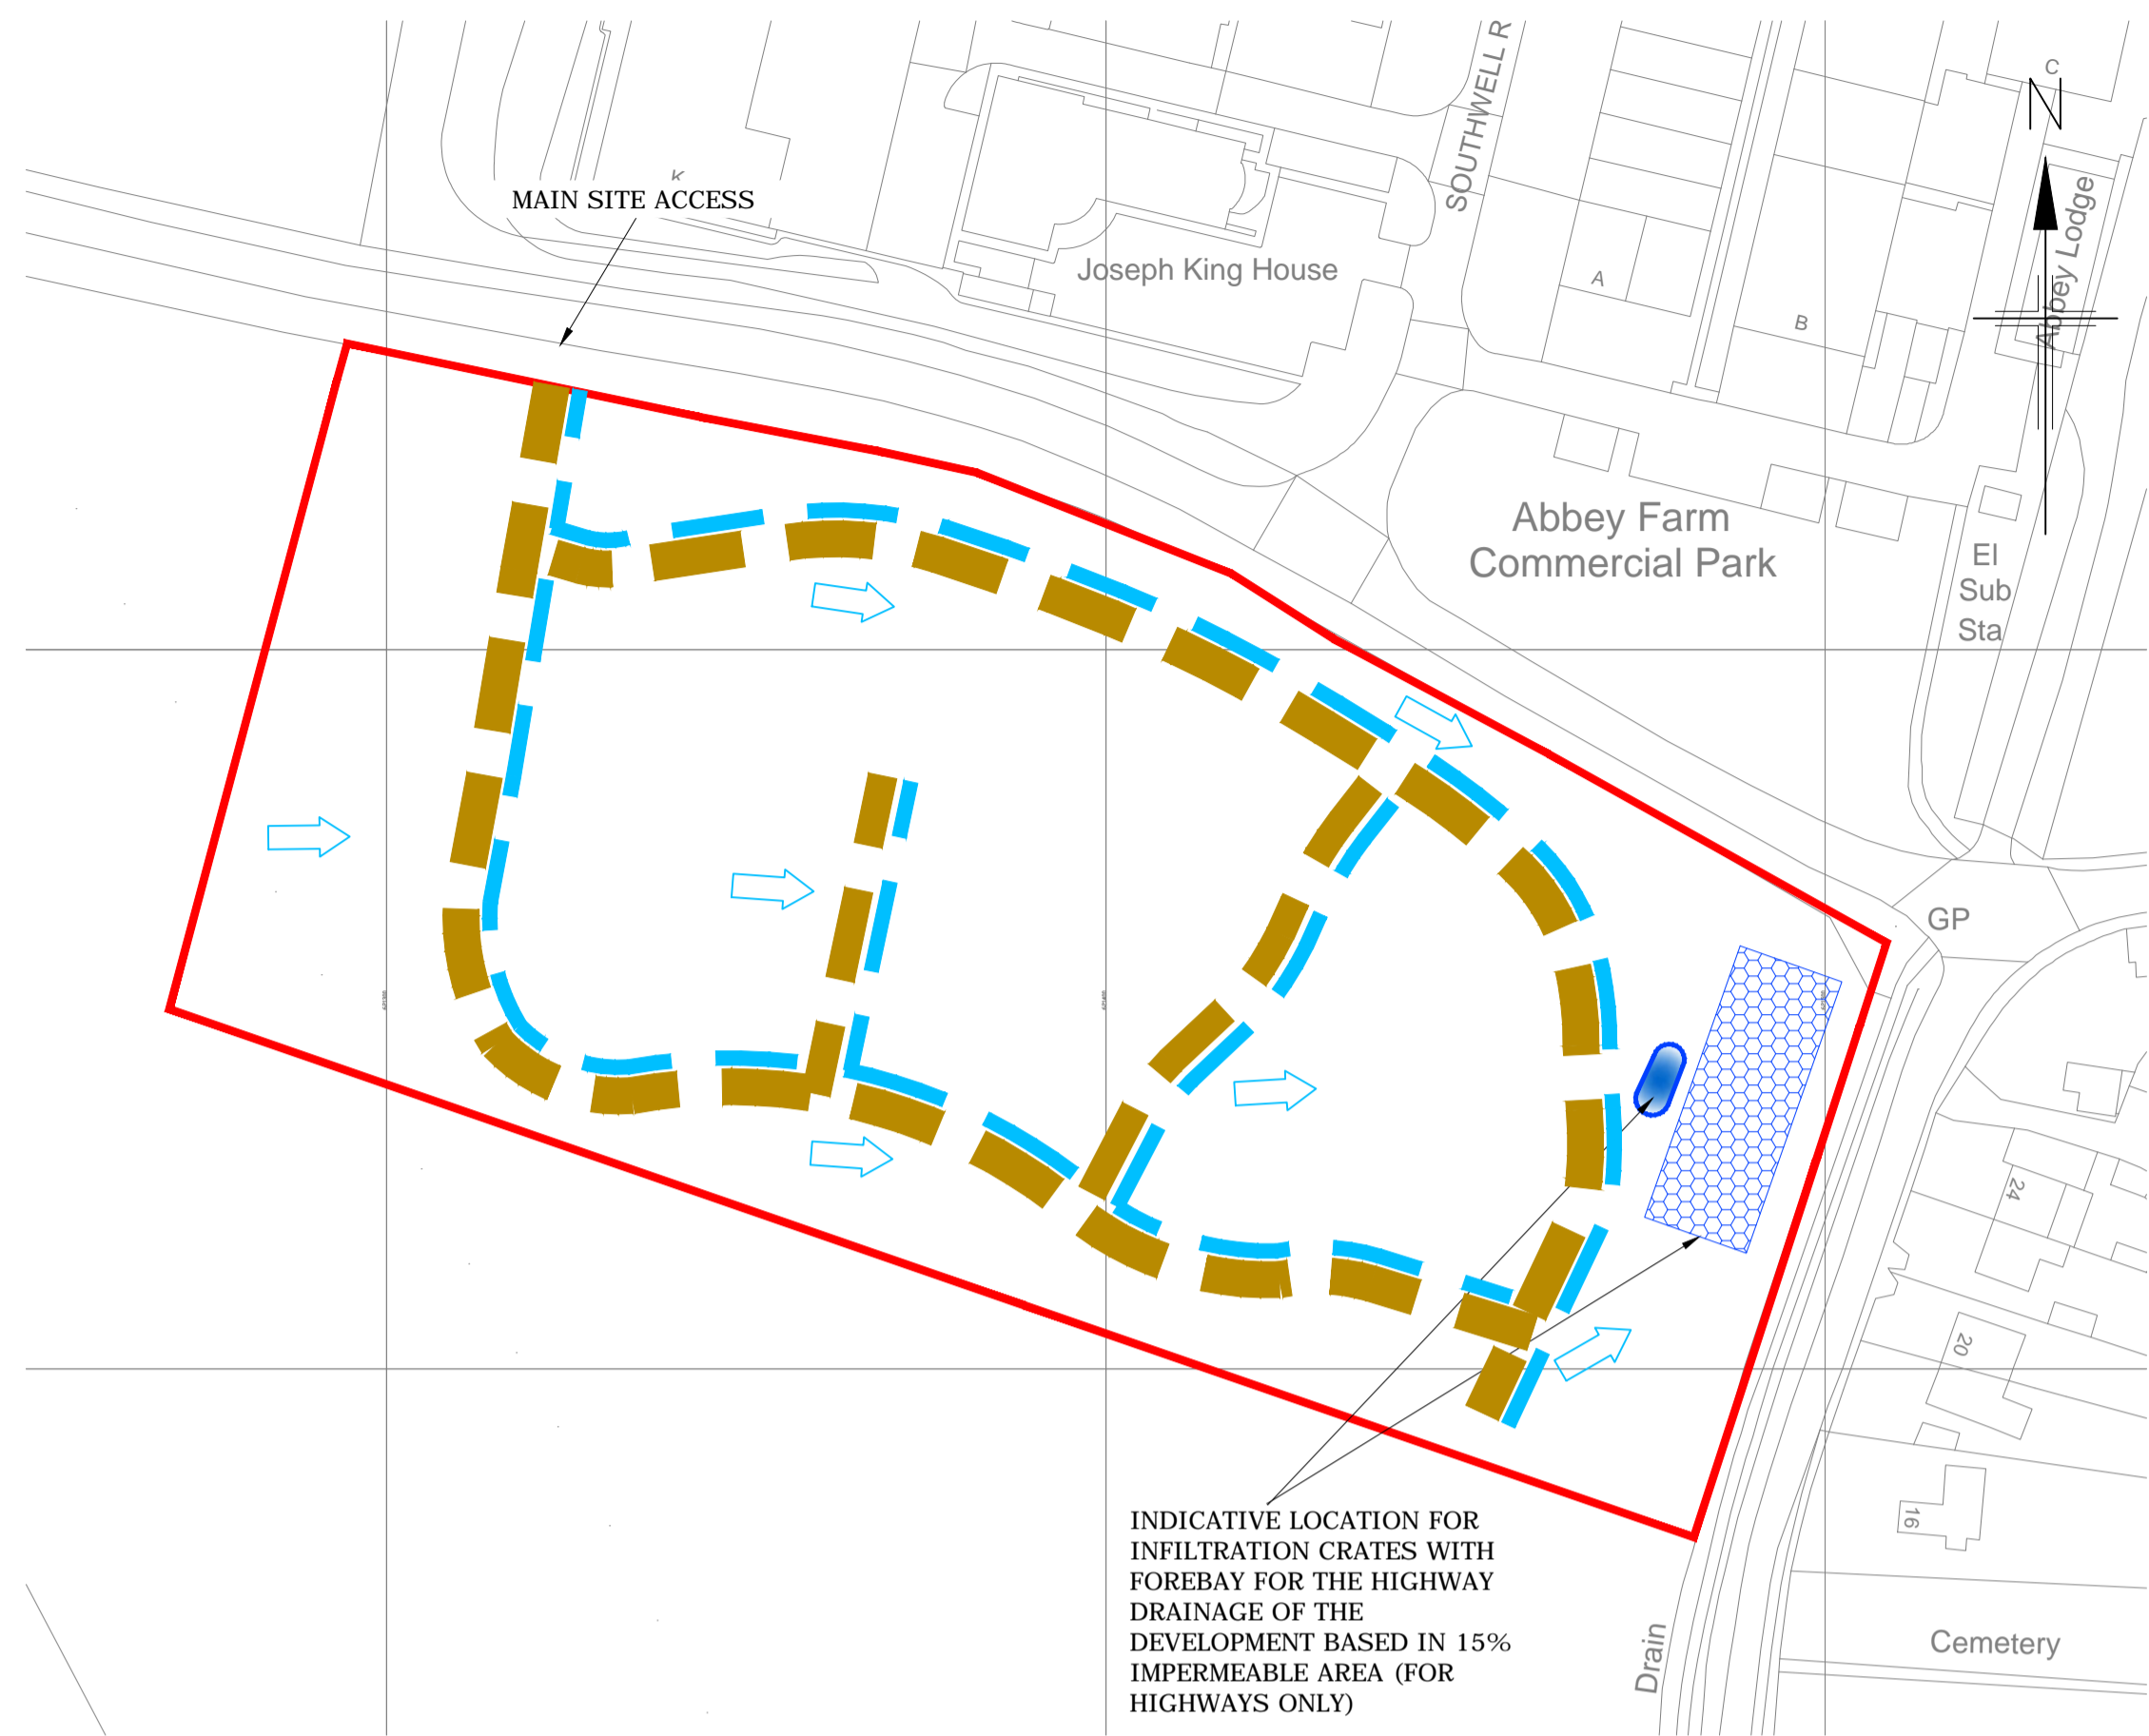 C
N
SOUTHWELL R
K
MAIN SITE ACCESS
Abbey Lodge
Joseph King House
A
B
Abbey Farm
Commercial Park
El
Sub
Sta
GP
24
20
16
INDICATIVE LOCATION FOR
INFILTRATION CRATES WITH
FOREBAY FOR THE HIGHWAY
DRAINAGE OF THE
DEVELOPMENT BASED IN 15%
IMPERMEABLE AREA (FOR
HIGHWAYS ONLY)
Drain
Cemetery